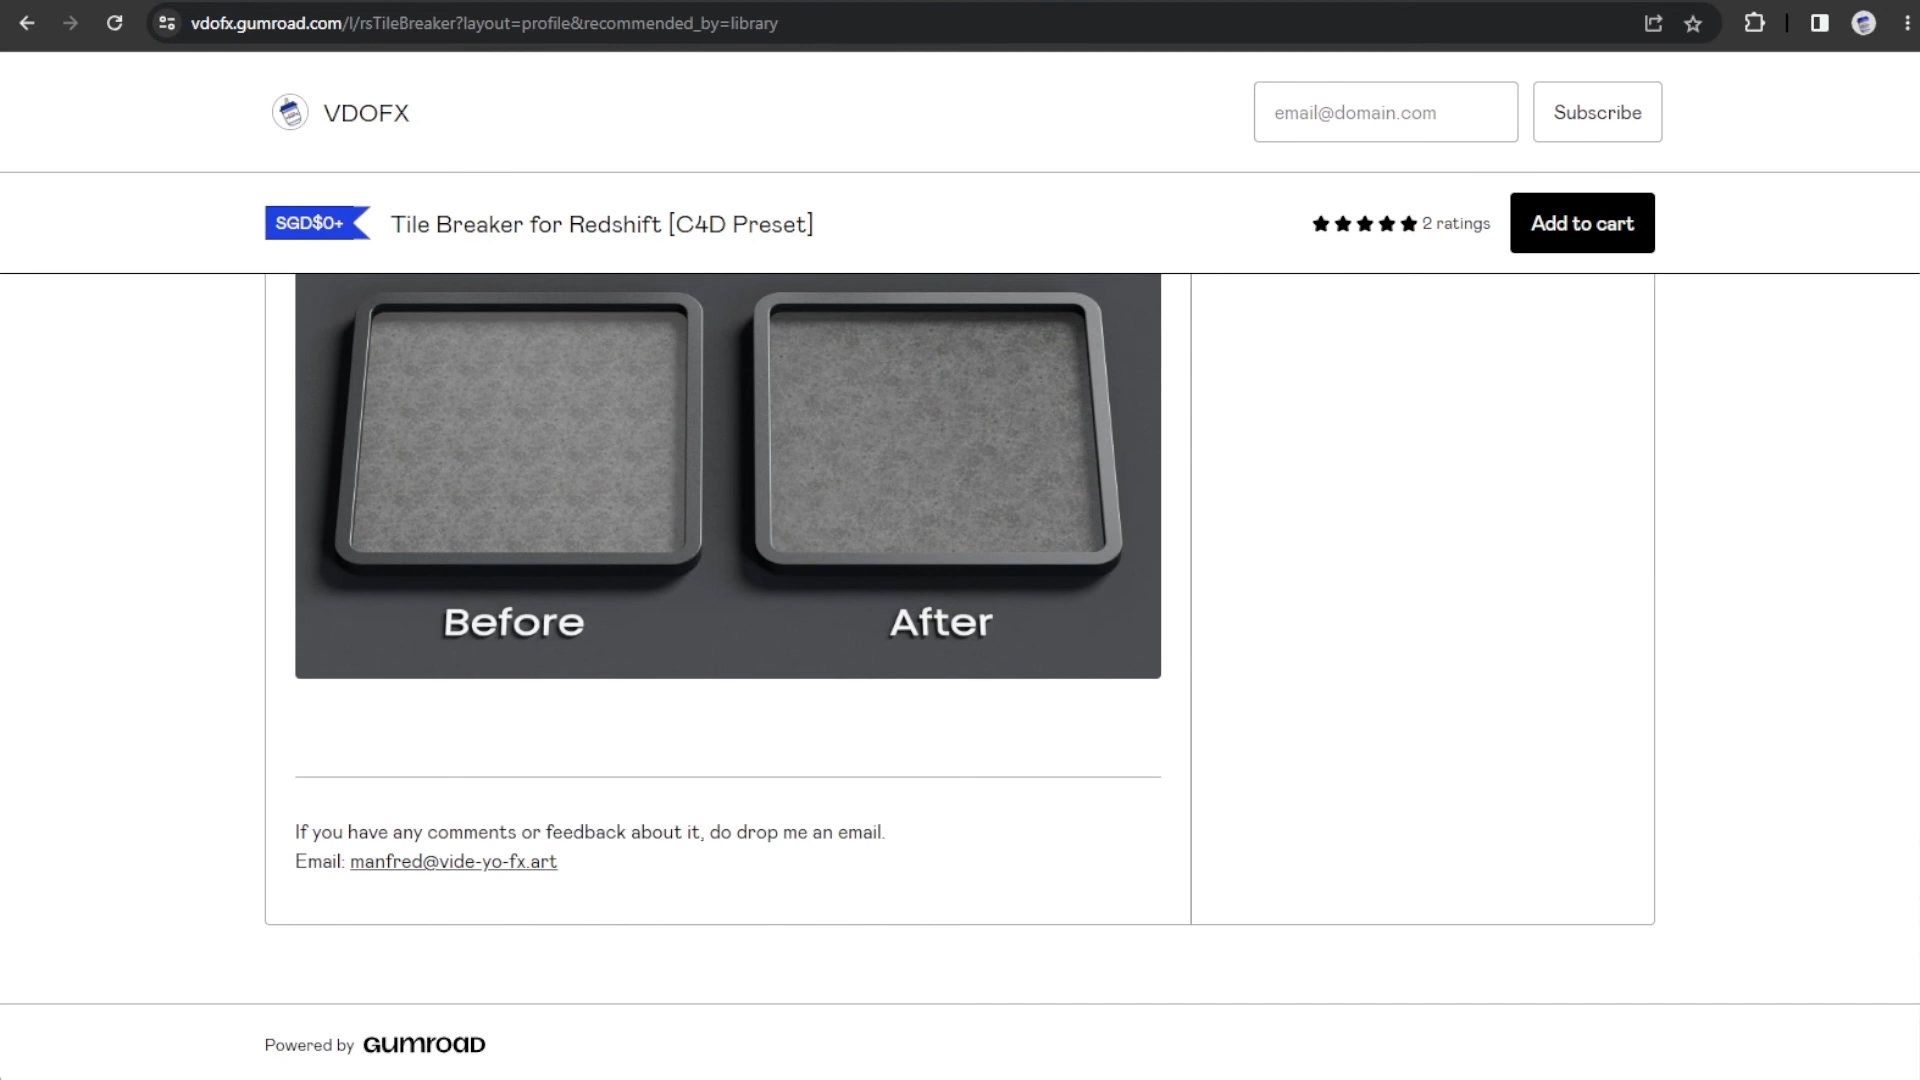 vdofx.gumroad.com/l/rsTileBreaker?layout=profile&recommended_by=library
VDOFX
email@domain.com
Subscribe
SGD$0+
Tile Breaker for Redshift [C4D Preset]
2 ratings
Add to cart
Before
After
If you have any comments or feedback about it, do drop me an email.
Email: manfred@vide-yo-fx.art
Powered by GUMROAD